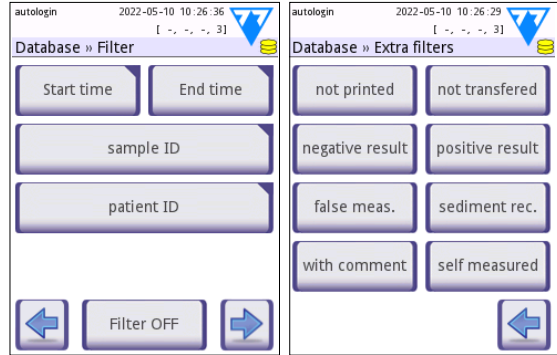 autologin 2022-05-10 10:26:36
[ -, -, -, 3]
Database » Filter
Start time End time
sample ID
patient ID
Filter OFF
autologin 2022-05-10 10:26:29
[ -, -, -, 3]
Database » Extra filters
not printed not transfered
negative result positive result
false meas. sediment rec.
with comment self measured